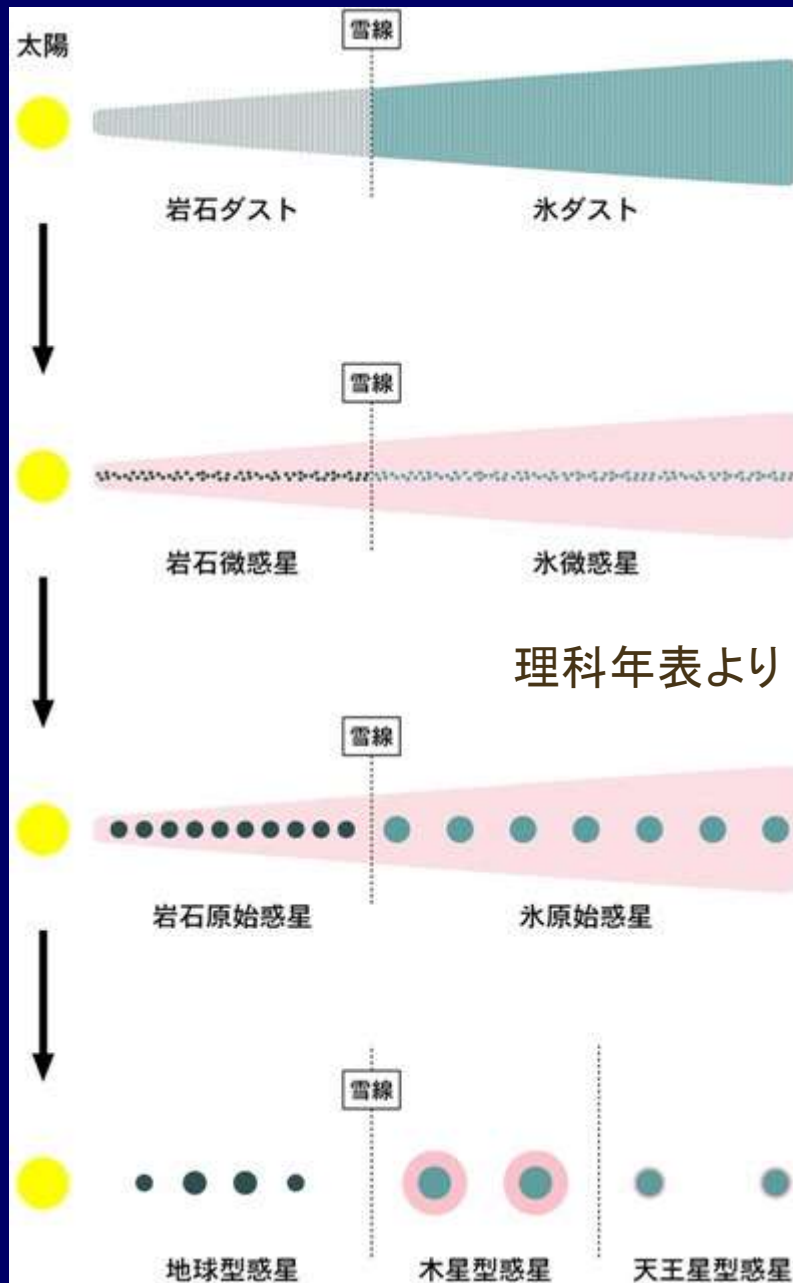 雪線
太陽
岩石ダスト
氷ダスト
雪線
岩石微惑星
氷微惑星
理科年表より
雪線
岩石原始惑星
氷原始惑星
雪線
地球型惑星
木星型惑星
天王星型惑星